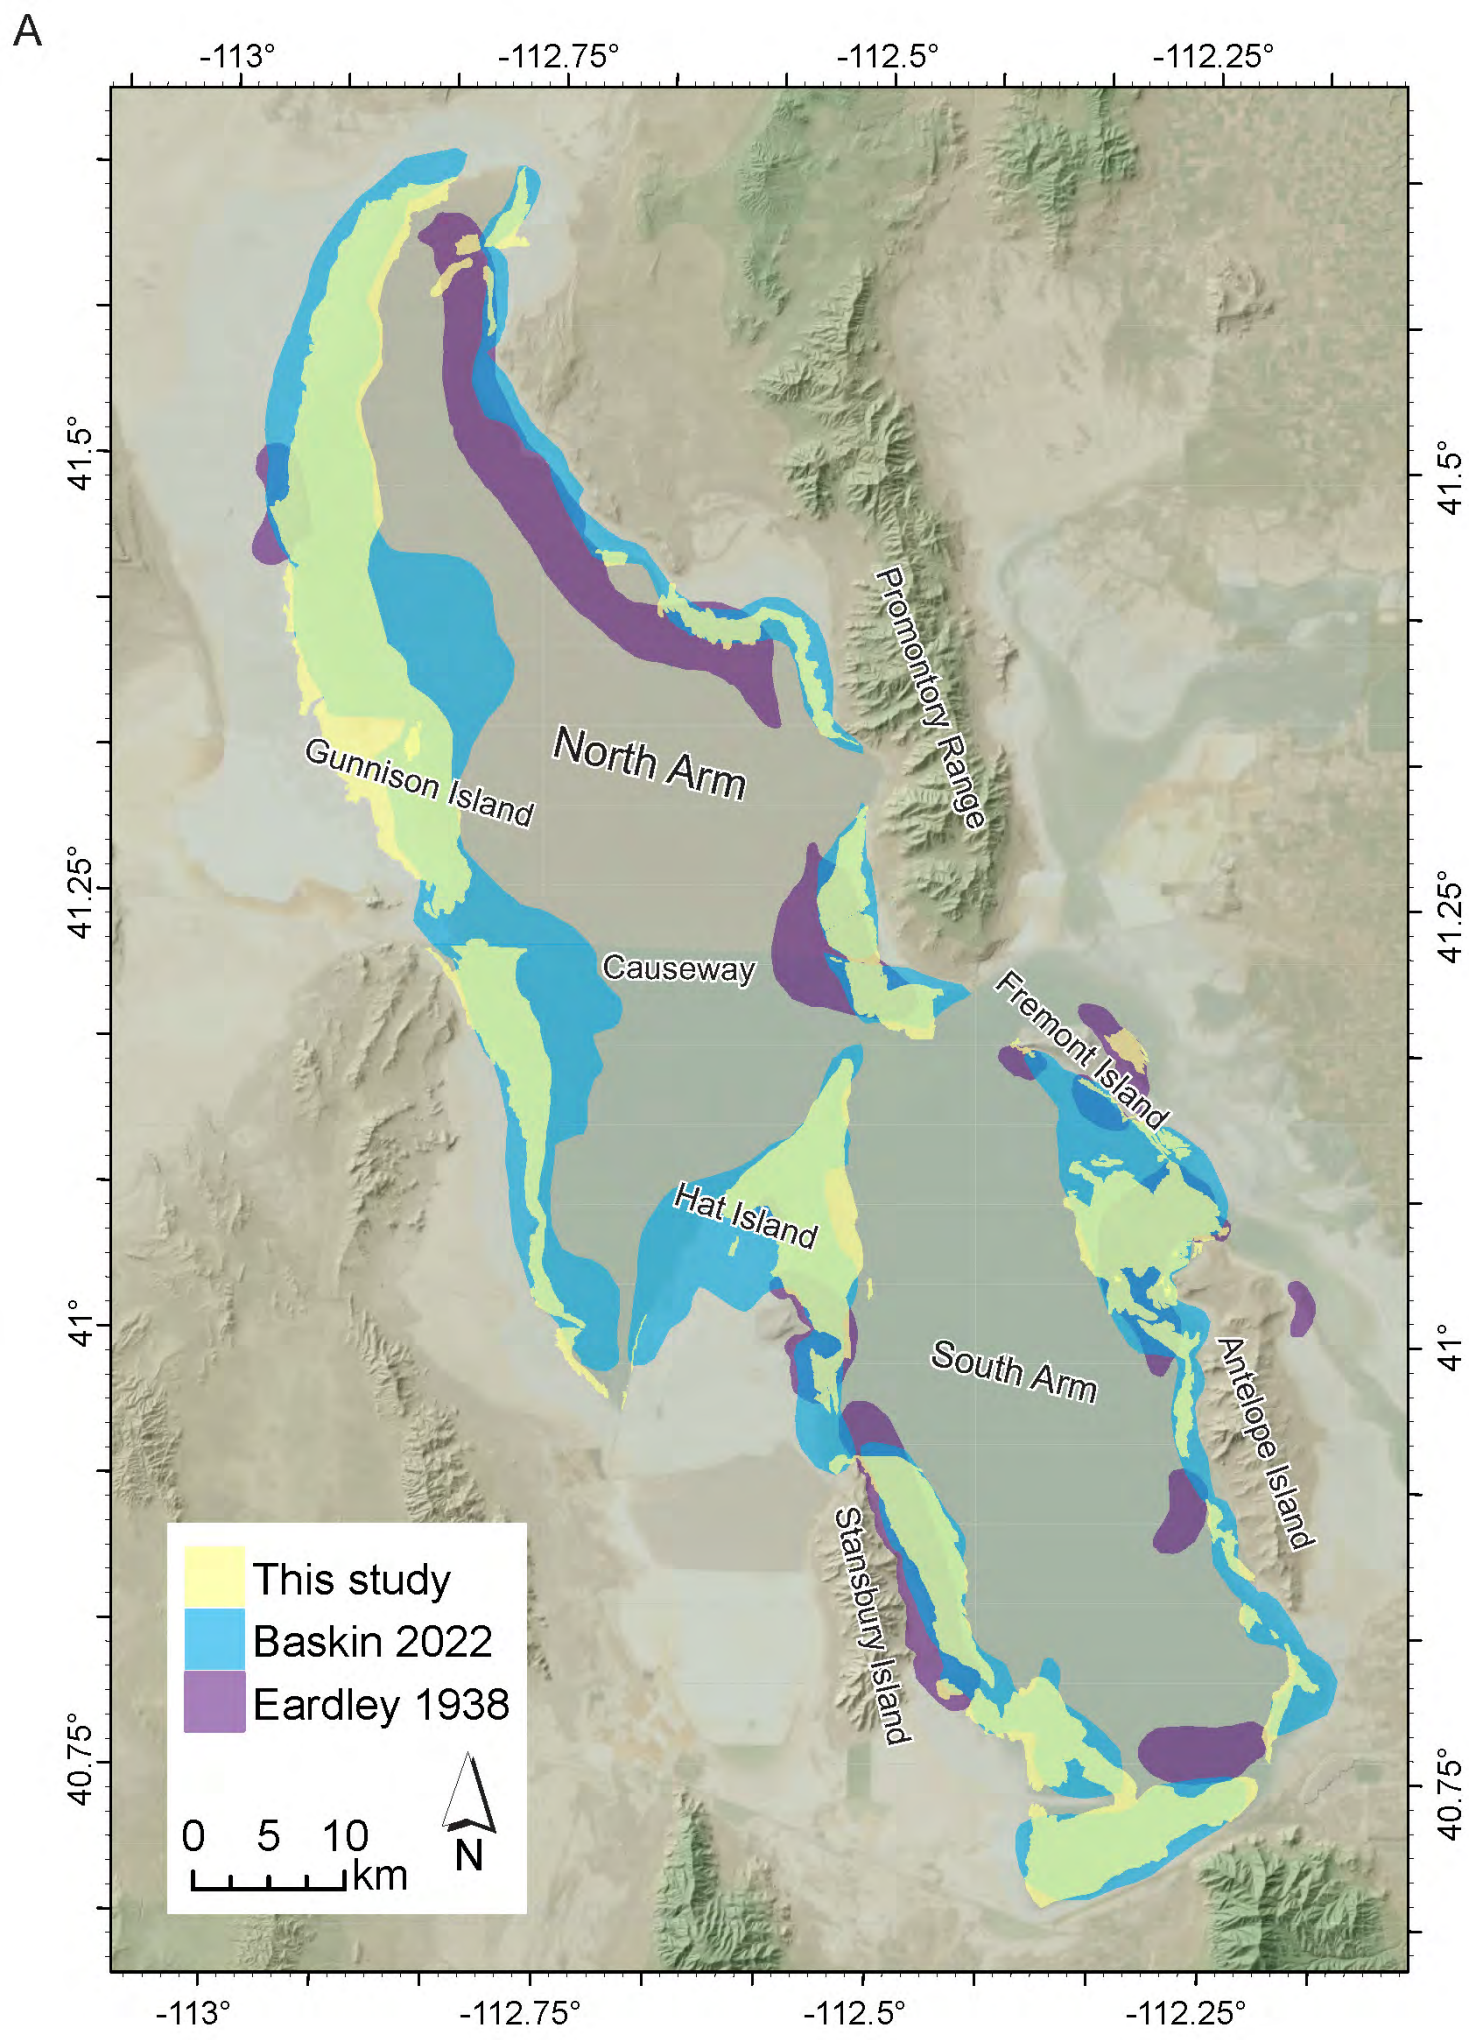 A
-113°
-112.75°
-112.5°
-112.25°
41.5°
41.5°
Promontory Range
North Arm
Gunnison Island
41.25°
41.25°
Causeway
Fremont Island
Hat Island
41°
41°
South Arm
Antelope Island
Stansbury Island
This study
Baskin 2022
Eardley 1938
40.75°
40.75°
0 5 10
km
N
-113°
-112.75°
-112.5°
-112.25°